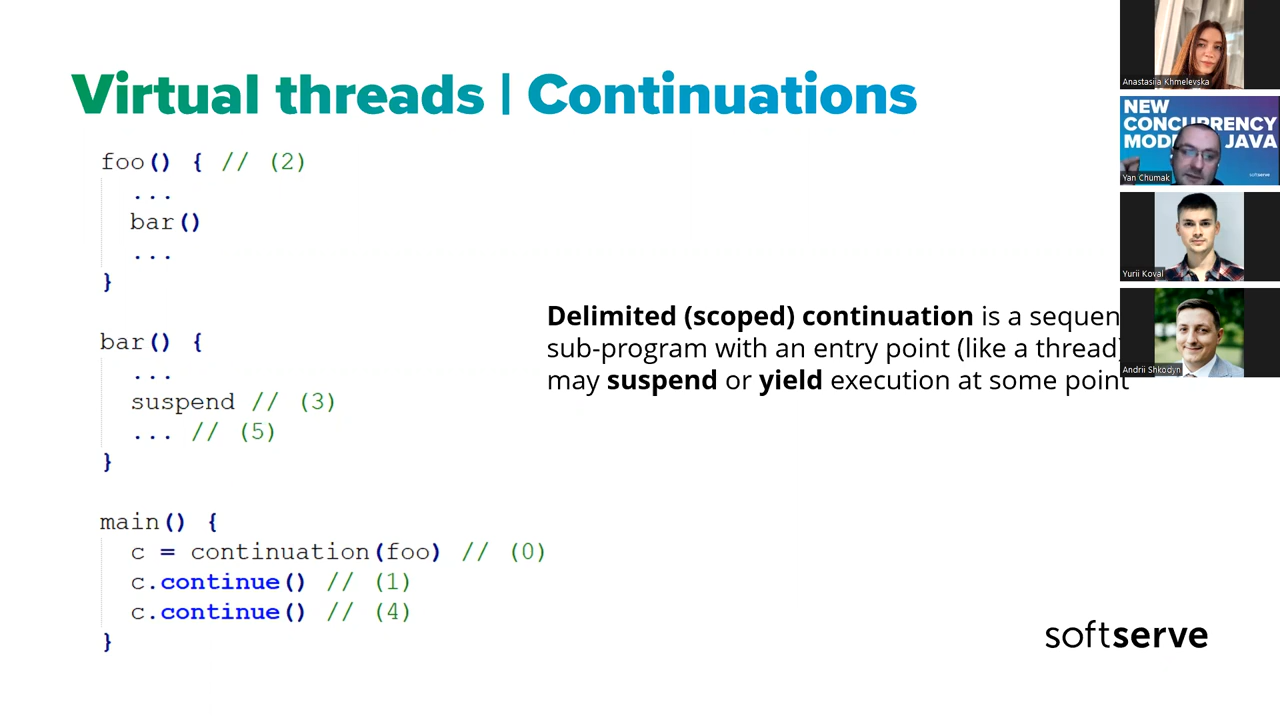 Virtual threads | Continuations
foo() { // (2)
...
bar()
...
}
bar() {
...
suspend // (3)
... // (5)
}
main() {
c = continuation(foo) // (0)
c.continue() // (1)
c.continue() // (4)
}
Delimited (scoped) continuation is a sequen
sub-program with an entry point (like a thread)
may suspend or yield execution at some point
softserve
Anastasiia Khmelevska
NEW
CONCURRENCY
MODE JAVA
softserve
Yan Chumak
Yurii Koval
Andrii Shkodyn